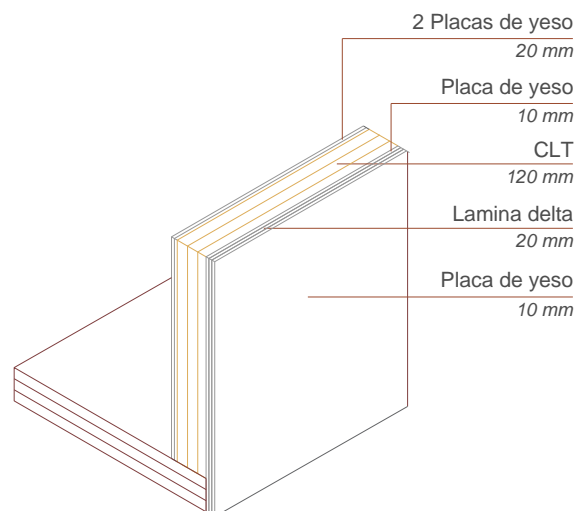 2 Placas de yeso
20 mm
Placa de yeso
10 mm
CLT
120 mm
Lamina delta
20 mm
Placa de yeso
10 mm